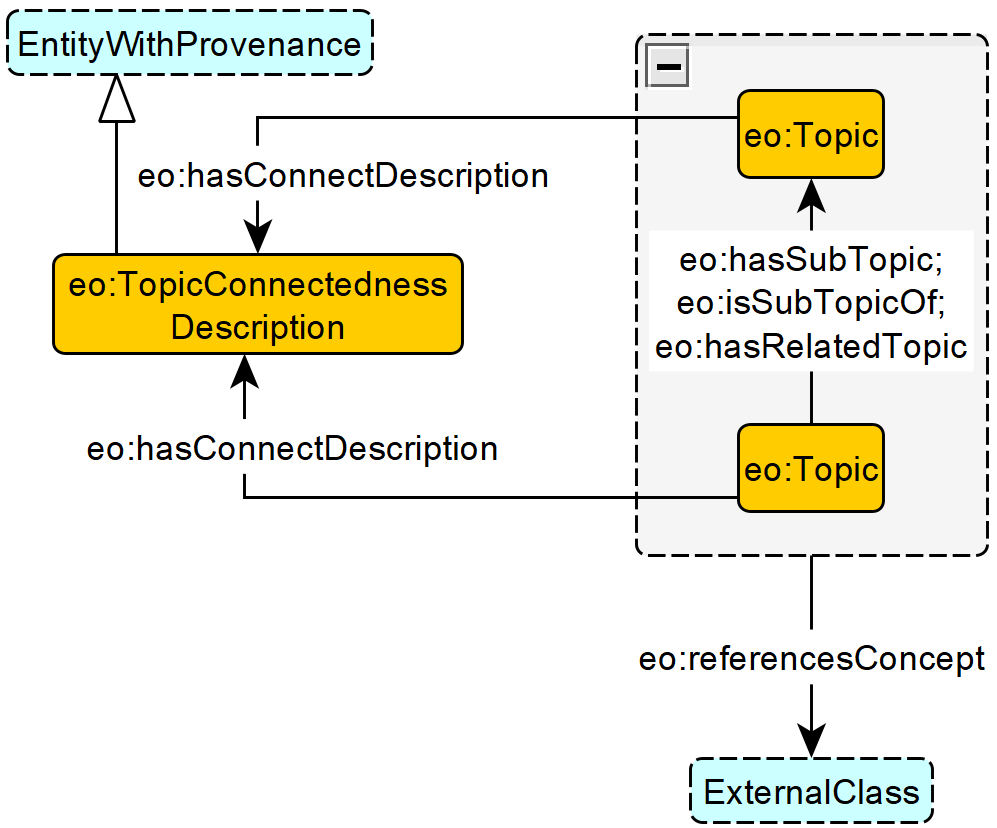 EntityWithProvenance
eo:Topic
eo:hasConnectDescription
eo:hasSubTopic;
eo:isSubTopicOf;
eo:hasRelatedTopic
eo:TopicConnectedness
Description
eo:hasConnectDescription
eo:Topic
eo:referencesConcept
ExternalClass